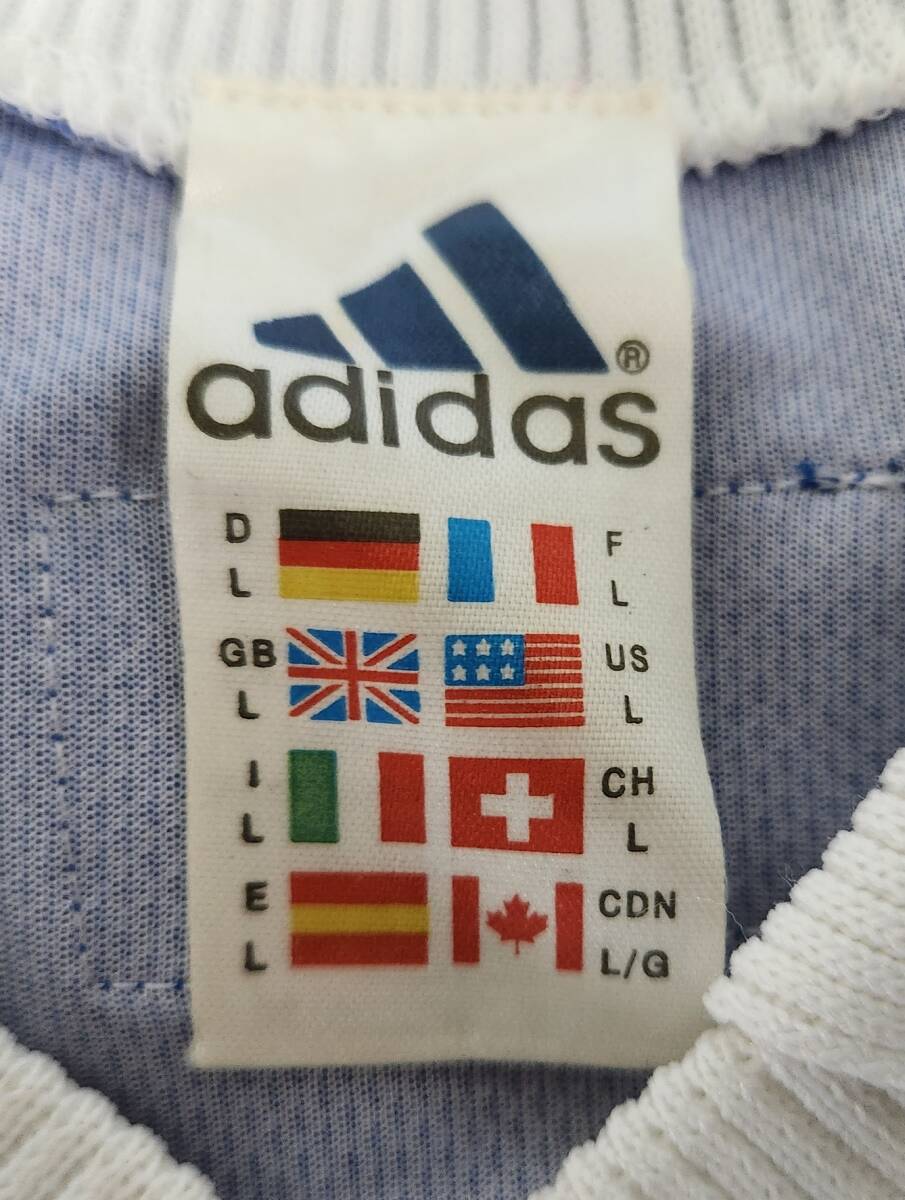 adidas®
D F
L L
GB US
L L
I CH
L L
E CDN
L L/G